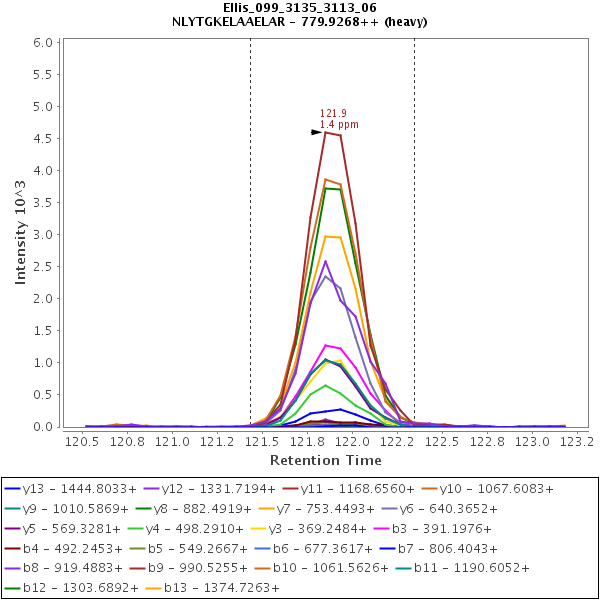 Ellis_099_3135_3113_06
NLYTGKELAAELAR - 779.9268++ (heavy)
6.0
5.5
5.0
4.5
4.0
3.5
3.0
2.5
2.0
1.5
1.0
0.5
0.0
Intensity 10^3
121.9
1.4 ppm
120.5 120.8 121.0 121.2 121.5 121.8 122.0 122.2 122.5 122.8 123.0 123.2
Retention Time
y13 - 1444.8033+ y12 - 1331.7194+ y11 - 1168.6560+ y10 - 1067.6083+
y9 - 1010.5869+ y8 - 882.4919+ y7 - 753.4493+ y6 - 640.3652+
y5 - 569.3281+ y4 - 498.2910+ y3 - 369.2484+ b3 - 391.1976+
b4 - 492.2453+ b5 - 549.2667+ b6 - 677.3617+ b7 - 806.4043+
b8 - 919.4883+ b9 - 990.5255+ b10 - 1061.5626+ b11 - 1190.6052+
b12 - 1303.6892+ b13 - 1374.7263+